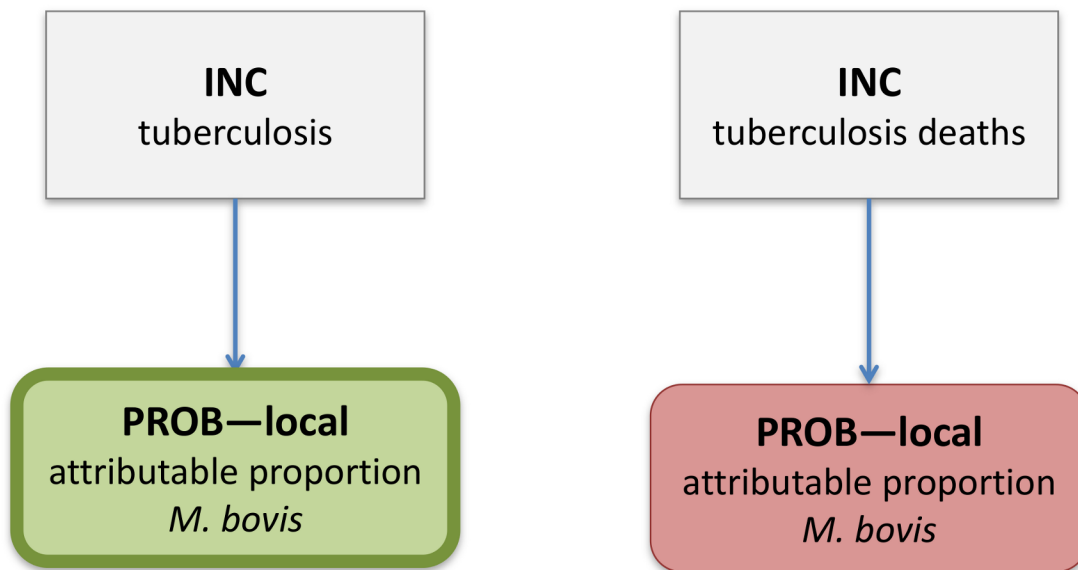 INC
tuberculosis
INC
tuberculosis deaths
PROB—local
attributable proportion
M. bovis
PROB—local
attributable proportion
M. bovis